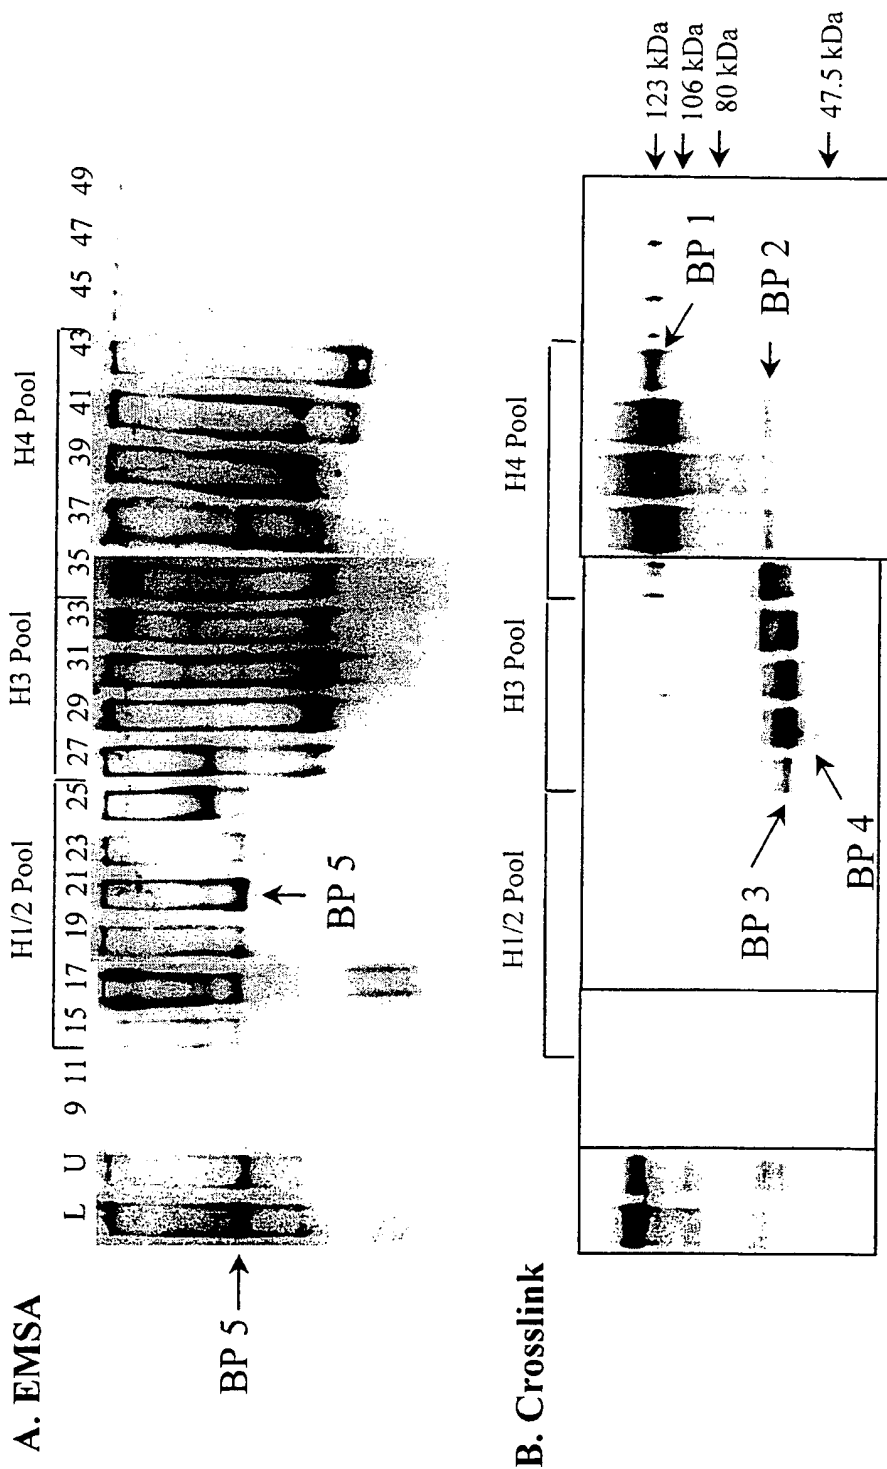 A. EMSA
H1/2 Pool H3 Pool H4 Pool
L U 9 11 15 17 19 21 23 25 27 29 31 33 35 37 39 41 43 45 47 49
BP 5
BP 5
B. Crosslink
H1/2 Pool H3 Pool H4 Pool
123 kDa
106 kDa
80 kDa
47.5 kDa
BP 1
BP 2
BP 3
BP 4